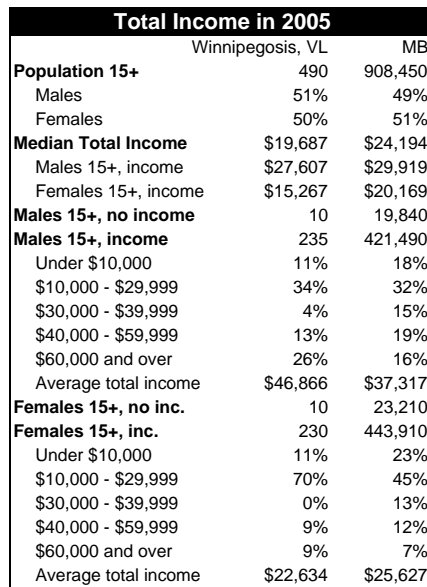 Total Income in 2005
Winnipegosis, VL MB
Population 15+ 490 908,450
Males 51% 49%
Females 50% 51%
Median Total Income $19,687 $24,194
Males 15+, income $27,607 $29,919
Females 15+, income $15,267 $20,169
Males 15+, no income 10 19,840
Males 15+, income 235 421,490
Under $10,000 11% 18%
$10,000 - $29,999 34% 32%
$30,000 - $39,999 4% 15%
$40,000 - $59,999 13% 19%
$60,000 and over 26% 16%
Average total income $46,866 $37,317
Females 15+, no inc. 10 23,210
Females 15+, inc. 230 443,910
Under $10,000 11% 23%
$10,000 - $29,999 70% 45%
$30,000 - $39,999 0% 13%
$40,000 - $59,999 9% 12%
$60,000 and over 9% 7%
Average total income $22,634 $25,627